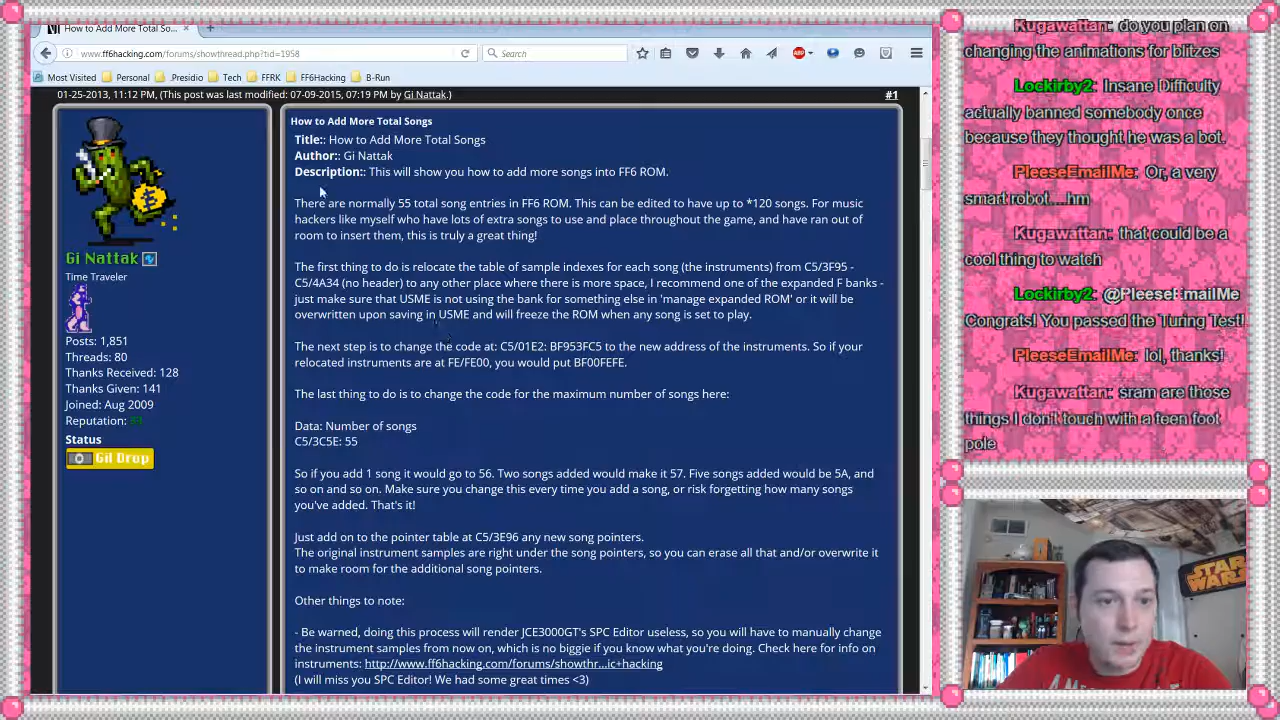 How to Add More Total So...
www.ff6hacking.com/forums/showthread.php?tid=1958
Search
Most Visited
Personal
.Presidio
Tech
FFRK
FF6Hacking
B-Run
01-25-2013, 11:12 PM, (This post was last modified: 07-09-2015, 07:19 PM by Gi Nattak.)
#1
Gi Nattak
Time Traveler
Posts: 1,851
Threads: 80
Thanks Received: 128
Thanks Given: 141
Joined: Aug 2009
Reputation:
Status
Gil Drop
How to Add More Total Songs
Title:: How to Add More Total Songs
Author:: Gi Nattak
Description:: This will show you how to add more songs into FF6 ROM.
There are normally 55 total song entries in FF6 ROM. This can be edited to have up to *120 songs. For music
hackers like myself who have lots of extra songs to use and place throughout the game, and have ran out of
room to insert them, this is truly a great thing!
The first thing to do is relocate the table of sample indexes for each song (the instruments) from C5/3F95 -
C5/4A34 (no header) to any other place where there is more space, I recommend one of the expanded F banks -
just make sure that USME is not using the bank for something else in 'manage expanded ROM' or it will be
overwritten upon saving in USME and will freeze the ROM when any song is set to play.
The next step is to change the code at: C5/01E2: BF953FC5 to the new address of the instruments. So if your
relocated instruments are at FE/FE00, you would put BF00FEFE.
The last thing to do is to change the code for the maximum number of songs here:
Data: Number of songs
C5/3C5E: 55
So if you add 1 song it would go to 56. Two songs added would make it 57. Five songs added would be 5A, and
so on and so on. Make sure you change this every time you add a song, or risk forgetting how many songs
you've added. That's it!
Just add on to the pointer table at C5/3E96 any new song pointers.
The original instrument samples are right under the song pointers, so you can erase all that and/or overwrite it
to make room for the additional song pointers.
Other things to note:
- Be warned, doing this process will render JCE3000GT's SPC Editor useless, so you will have to manually change
the instrument samples from now on, which is no biggie if you know what you're doing. Check here for info on
instruments: http://www.ff6hacking.com/forums/showthr...ic+hacking
(I will miss you SPC Editor! We had some great times <3)
Kugawattan: do you plan on
changing the animations for blitzes
Lockirby2: Insane Difficulty
actually banned somebody once
because they thought he was a bot.
PleeseEmailMe: Or, a very
smart robot....hm
Kugawattan: that could be a
cool thing to watch
Lockirby2: @PleeseEmailMe
Congrats! You passed the Turing Test!
PleeseEmailMe: lol, thanks!
Kugawattan: sram are those
things I don't touch with a teen foot
pole
STAR
WARS